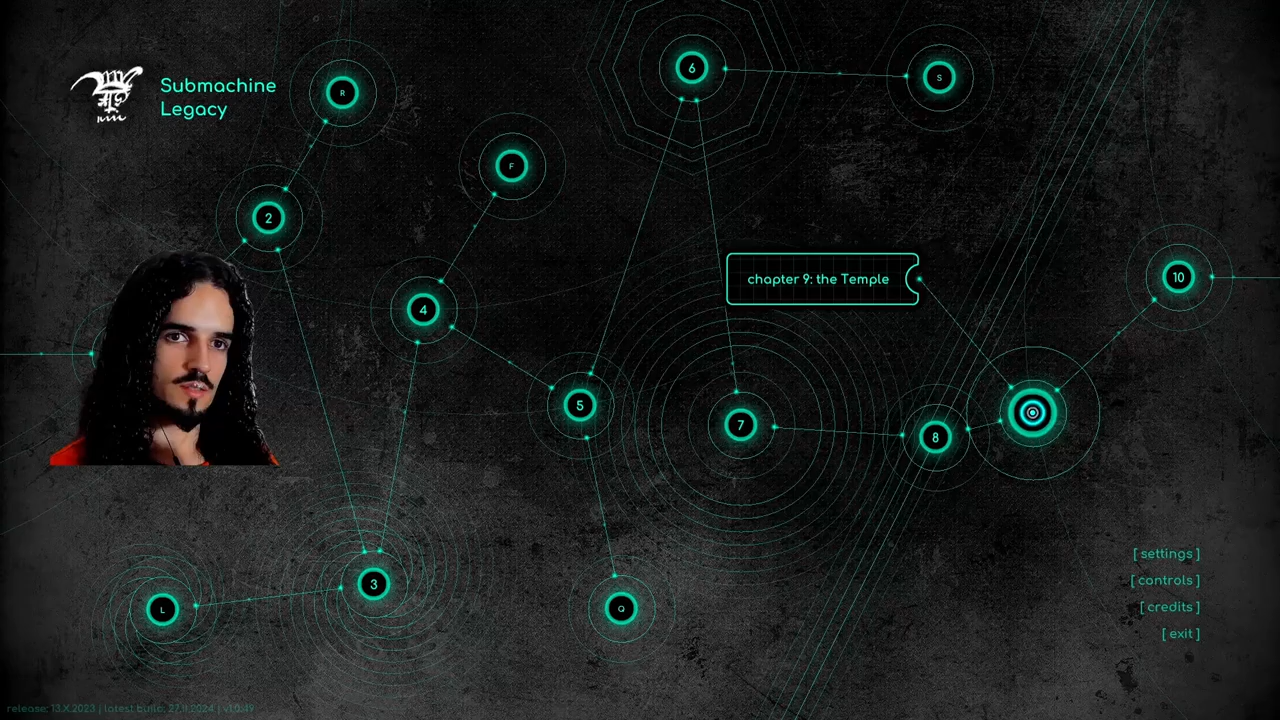 Submachine
Legacy
R
6
S
F
2
chapter 9: the Temple
10
4
5
7
8
3
L
Q
[ settings ]
[ controls ]
[ credits ]
[ exit ]
release: 13.X.2023 | latest build: 27.II.2024 | v1.0.49